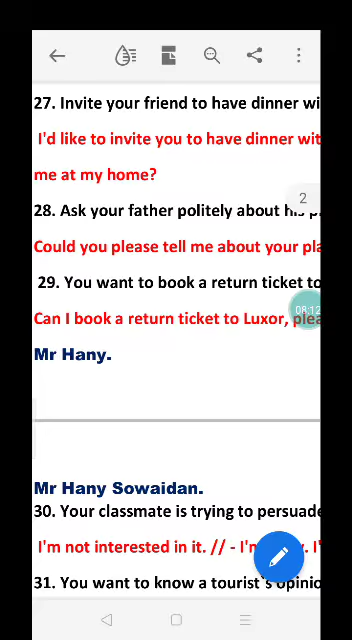 27. Invite your friend to have dinner wi
I'd like to invite you to have dinner wit
me at my home?
2
28. Ask your father politely about his p
Could you please tell me about your pla
29. You want to book a return ticket to
08:12
Can I book a return ticket to Luxor, plea
Mr Hany.
Mr Hany Sowaidan.
30. Your classmate is trying to persuade
I'm not interested in it. // - I'm
31. You want to know a tourist's opinio